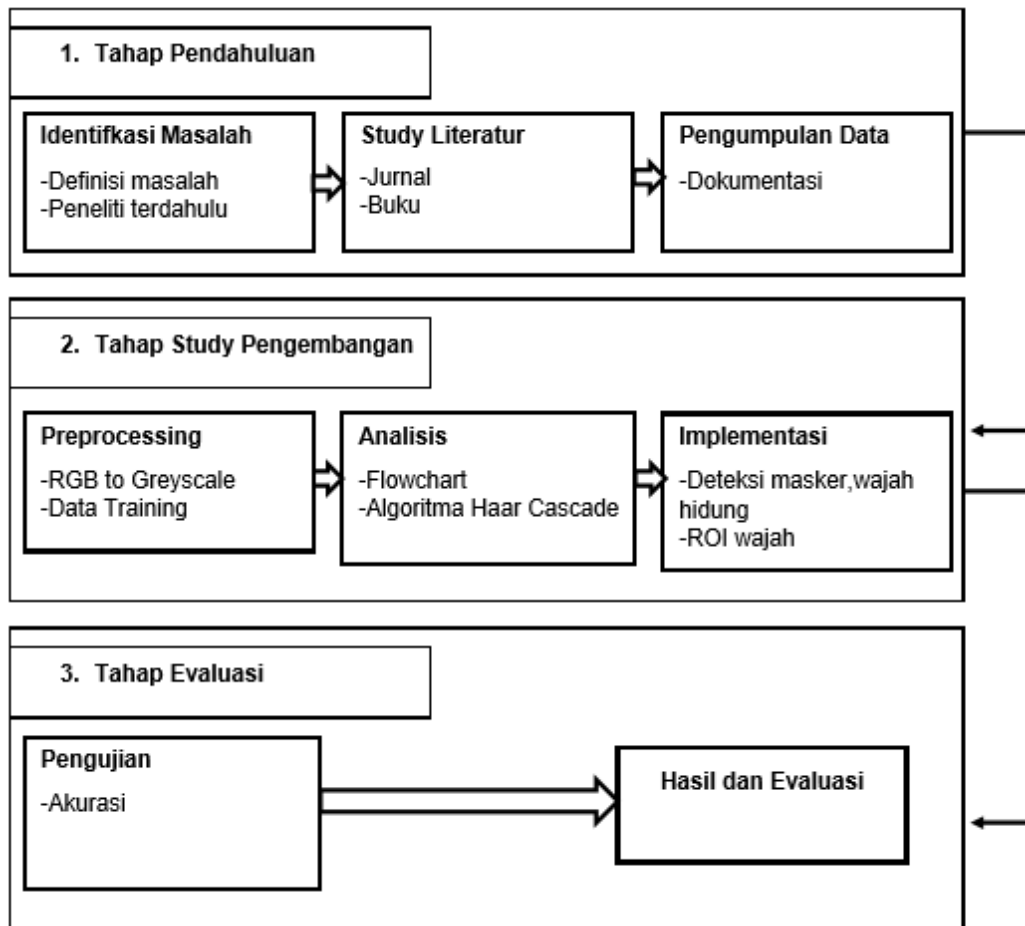 1. Tahap Pendahuluan
Identifkasi Masalah
-Definisi masalah
-Peneliti terdahulu
Study Literatur
-Jurnal
-Buku
Pengumpulan Data
-Dokumentasi
2. Tahap Study Pengembangan
Preprocessing
-RGB to Greyscale
-Data Training
Analisis
-Flowchart
-Algoritma Haar Cascade
Implementasi
-Deteksi masker,wajah
hidung
-ROI wajah
3. Tahap Evaluasi
Pengujian
-Akurasi
Hasil dan Evaluasi